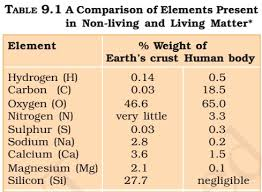 TABLE 9.1 A Comparison of Elements Present
in Non-living and Living Matter*
Element % Weight of
Earth's crust Human body
Hydrogen (H) 0.14 0.5
Carbon (C) 0.03 18.5
Oxygen (O) 46.6 65.0
Nitrogen (N) very little 3.3
Sulphur (S) 0.03 0.3
Sodium (Na) 2.8 0.2
Calcium (Ca) 3.6 1.5
Magnesium (Mg) 2.1 0.1
Silicon (Si) 27.7 negligible